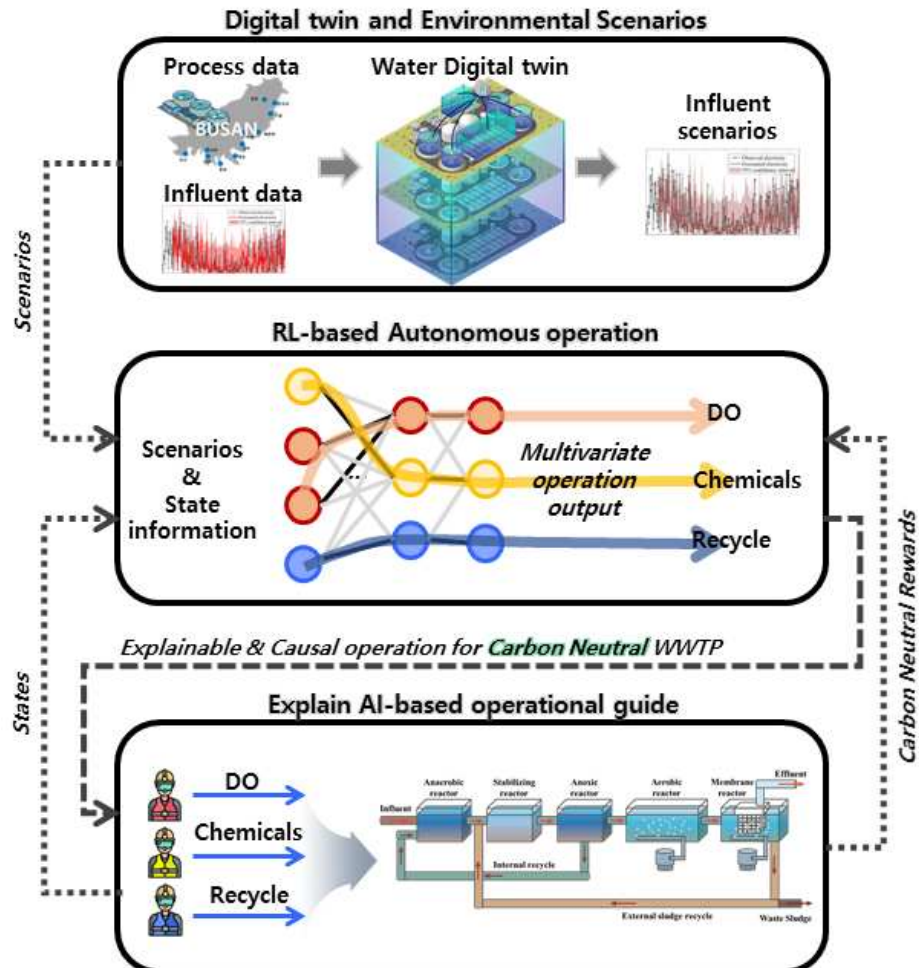 Digital twin and Environmental Scenarios
Process data
Water Digital twin
Influent
scenarios
BUSAN
Influent data
Scenarios
RL-based Autonomous operation
Scenarios
&
State
information
...
Multivariate
operation
output
DO
Chemicals
Recycle
Carbon Neutral Rewards
Explainable & Causal operation for Carbon Neutral WWTP
States
Explain AI-based operational guide
DO
Chemicals
Recycle
Influent
Anaerobic
reactor
Stabilizing
reactor
Anoxic
reactor
Aerobic
reactor
Membrane
reactor
Effluent
Internal recycle
External sludge recycle
Waste Sludge